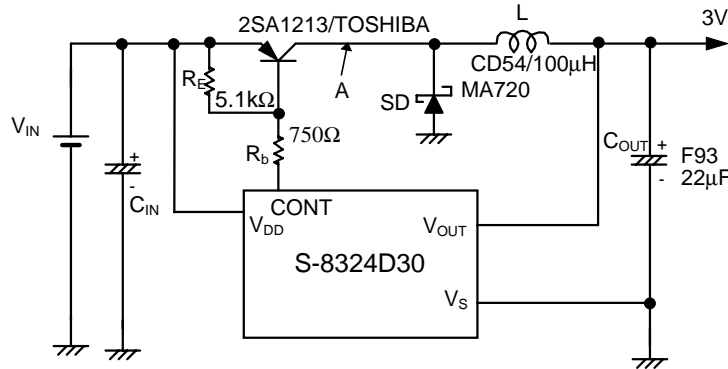 2SA1213/TOSHIBA
L
3V
CD54/100μH
RE
5.1kΩ
A
SD
MA720
VIN
750Ω
Rb
COUT
+
F93
22μF
-
+
-
CIN
CONT
VDD
VOUT
S-8324D30
VS